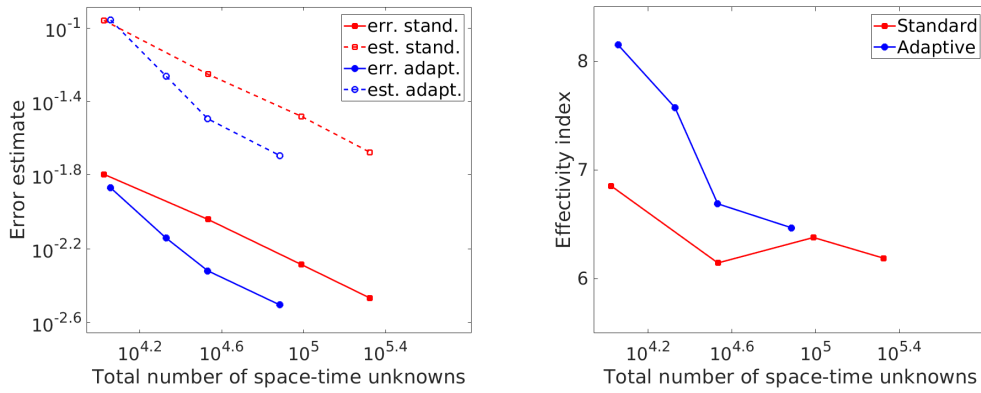 10^-1
10^-1.4
10^-1.8
10^-2.2
10^-2.6
Error estimate
err. stand.
est. stand.
err. adapt.
est. adapt.
10^4.2
10^4.6
10^5
10^5.4
Total number of space-time unknowns
8
7
6
Effectivity index
Standard
Adaptive
10^4.2
10^4.6
10^5
10^5.4
Total number of space-time unknowns